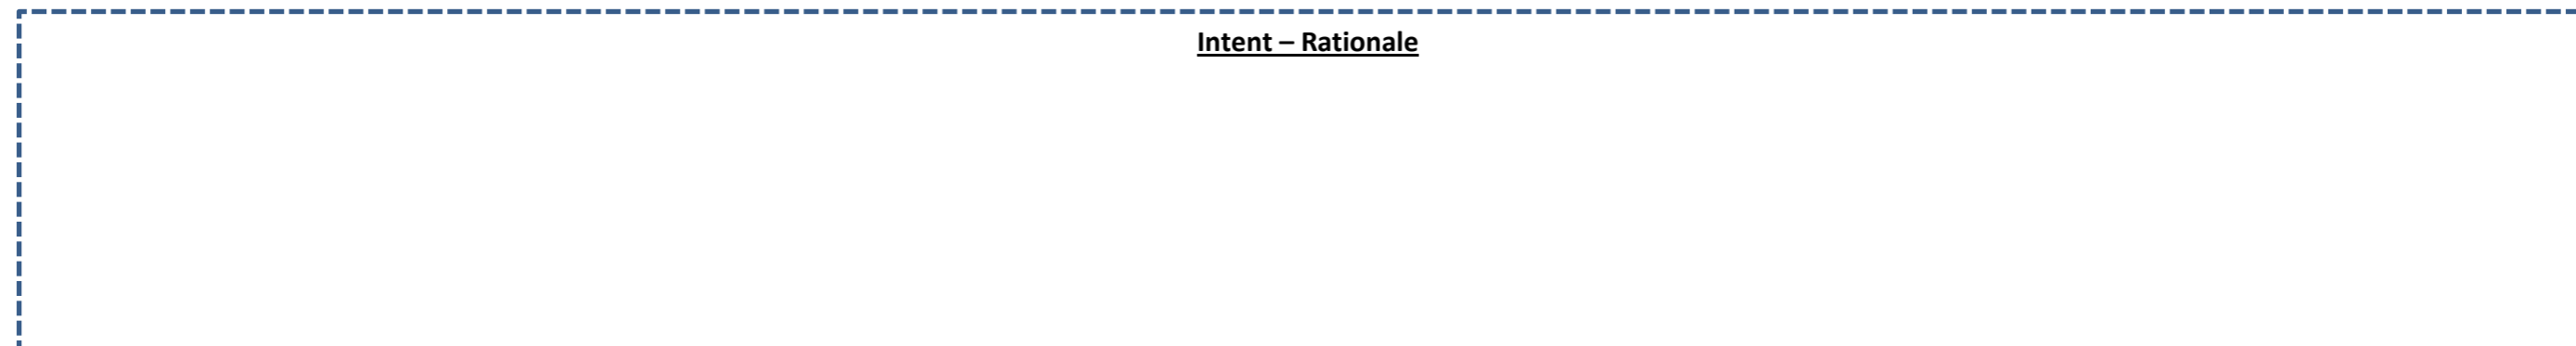 Intent – Rationale